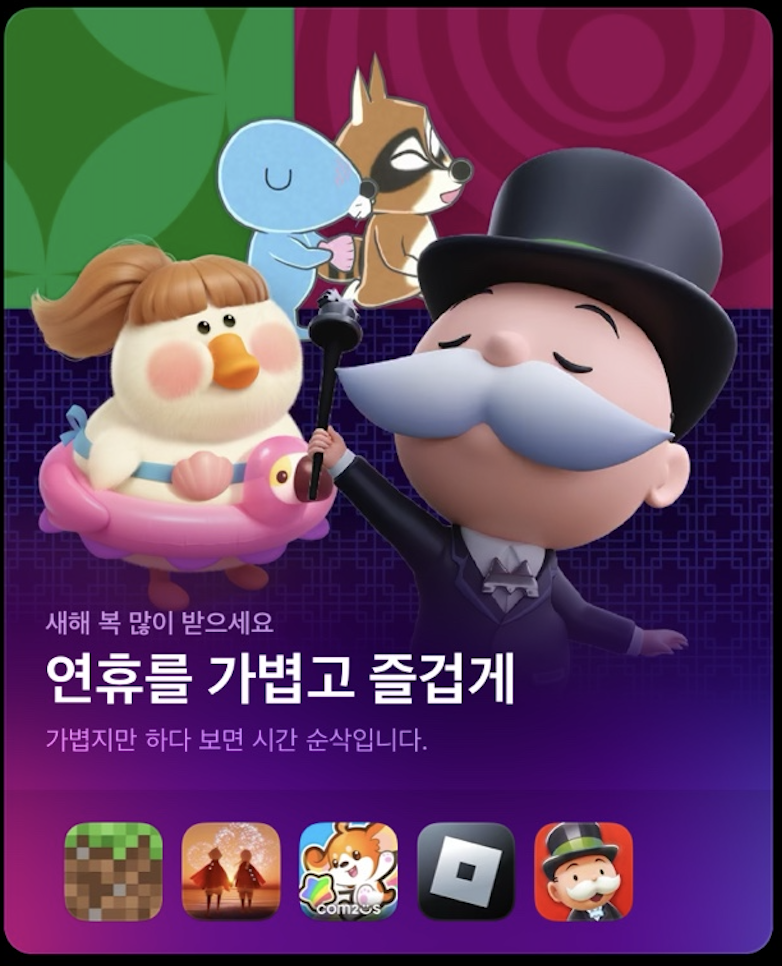 새해 복 많이 받으세요
연휴를 가볍고 즐겁게
가볍지만 하다 보면 시간 순삭입니다.
com2us